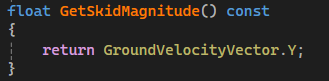 float GetSkidMagnitude() const
{
    return GroundVelocityVector.Y;
}